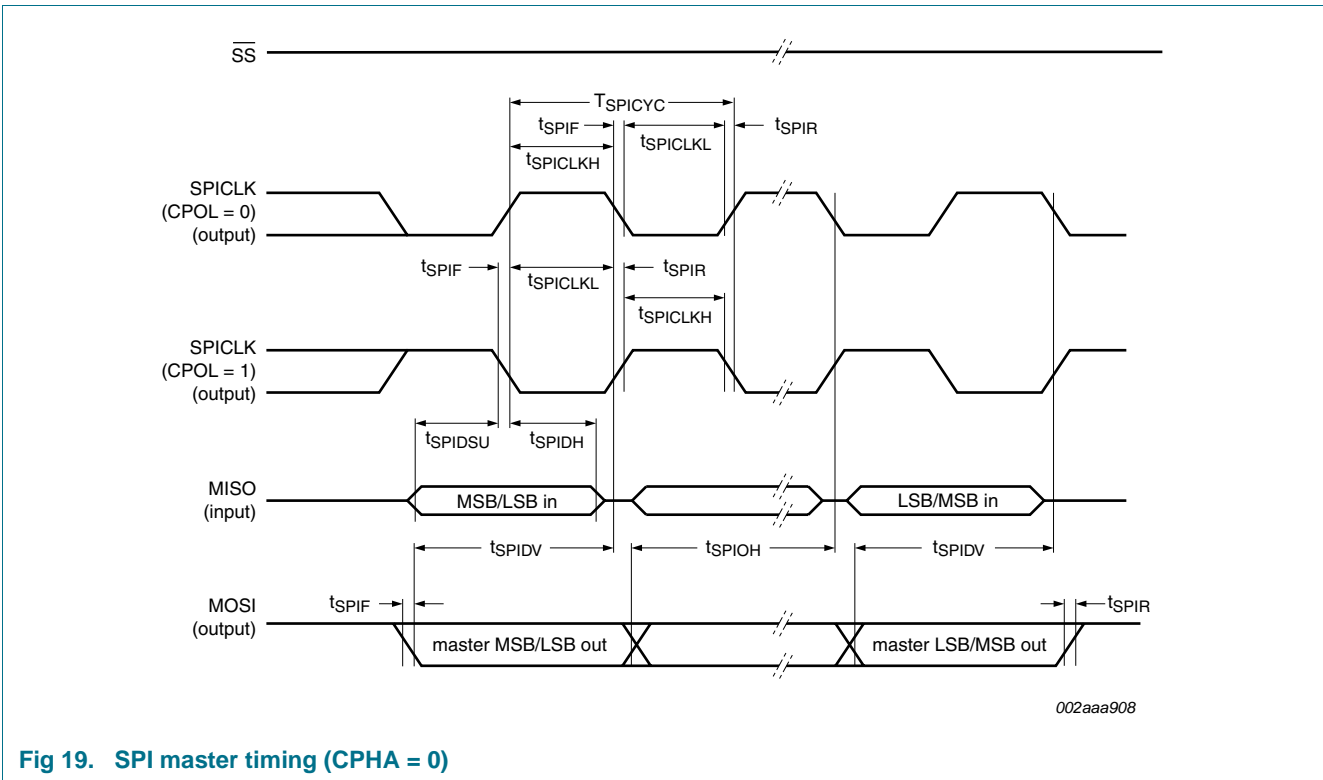 SS
TSPICYC
tSPIF
tSPICLKL
tSPIR
tSPICLKH
SPICLK
(CPOL = 0)
(output)
tSPIF
tSPICLKL
tSPIR
tSPICLKH
SPICLK
(CPOL = 1)
(output)
tSPIDSU
tSPIDH
MISO
(input)
MSB/LSB in
LSB/MSB in
tSPIDV
tSPIOH
tSPIDV
MOSI
(output)
tSPIF
tSPIR
master MSB/LSB out
master LSB/MSB out
002aaa908
Fig 19. SPI master timing (CPHA = 0)